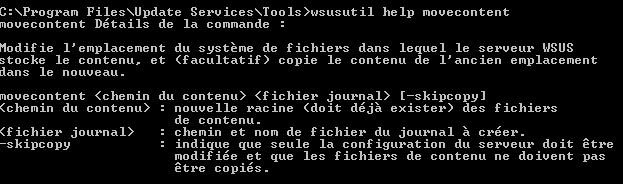 C:\Program Files\Update Services\Tools>wsusutil help movecontent
movecontent Détails de la commande :
Modifie l'emplacement du système de fichiers dans lequel le serveur WSUS
stocke le contenu, et (facultatif) copie le contenu de l'ancien emplacement
dans le nouveau.
movecontent <chemin du contenu> <fichier journal> [-skipcopy]
<chemin du contenu> : nouvelle racine (doit déjà exister) des fichiers
de contenu.
<fichier journal> : chemin et nom de fichier du journal à créer.
-skipcopy : indique que seule la configuration du serveur doit être
modifiée et que les fichiers de contenu ne doivent pas
être copiés.